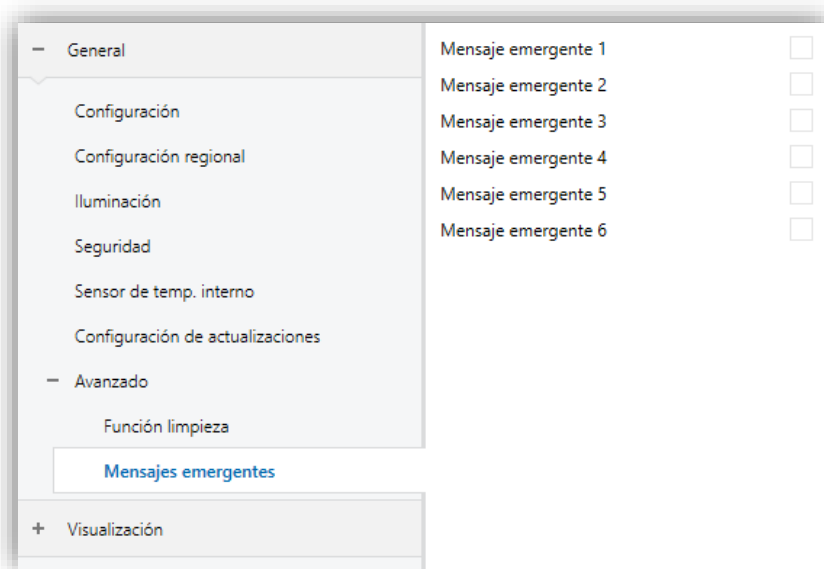 General
Configuración
Configuración regional
Iluminación
Seguridad
Sensor de temp. interno
Configuración de actualizaciones
Avanzado
Función limpieza
Mensajes emergentes
Visualización
Mensaje emergente 1
Mensaje emergente 2
Mensaje emergente 3
Mensaje emergente 4
Mensaje emergente 5
Mensaje emergente 6